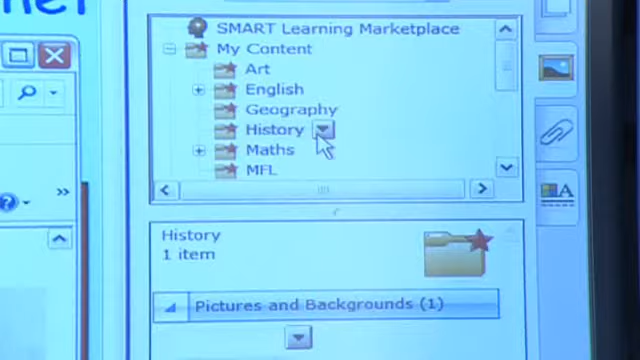 SMART Learning Marketplace
My Content
Art
English
Geography
History
Maths
MFL
History
1 item
Pictures and Backgrounds (1)